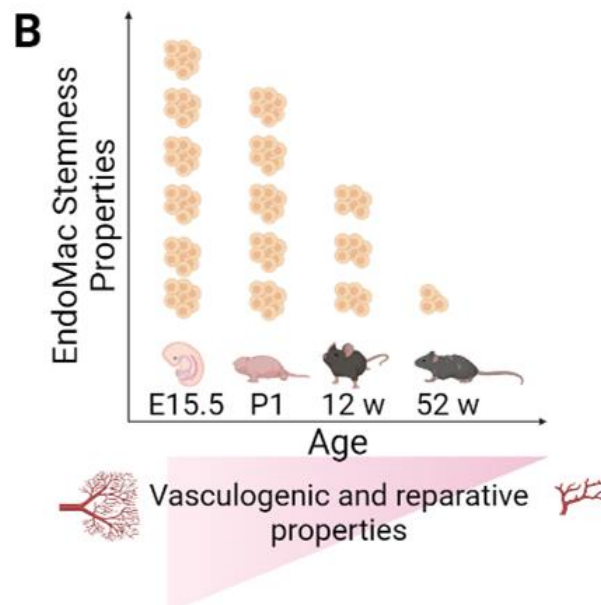 B
EndoMac Stemness
Properties
E15.5 P1 12 w 52 w
Age
Vasculogenic and reparative
properties